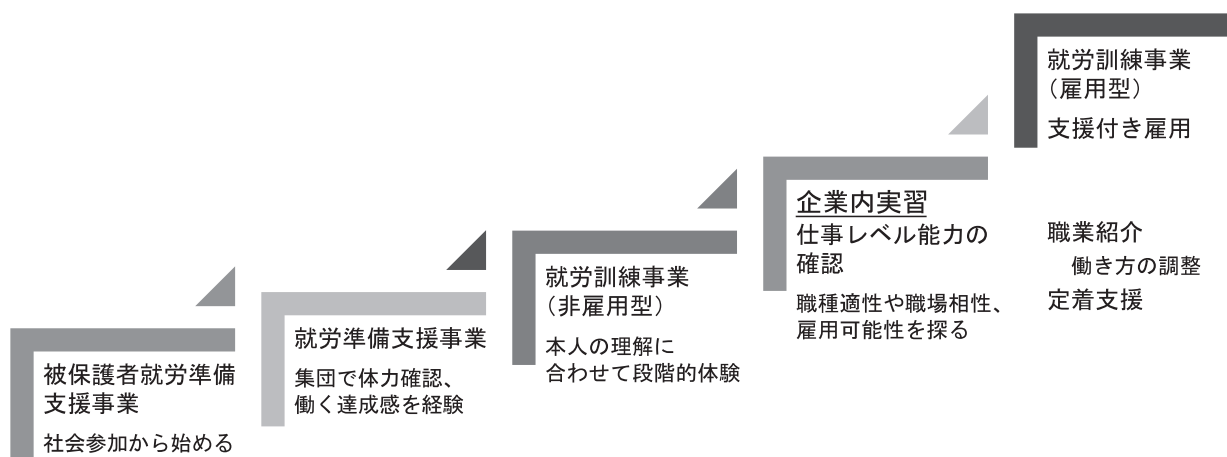 被保護者就労準備
支援事業
社会参加から始める
就労準備支援事業
集団で体力確認、
働く達成感を経験
就労訓練事業
（非雇用型）
本人の理解に
合わせて段階的体験
企業内実習
仕事レベル能力の
確認
職種適性や職場相性、
雇用可能性を探る
就労訓練事業
（雇用型）
支援付き雇用
職業紹介
働き方の調整
定着支援